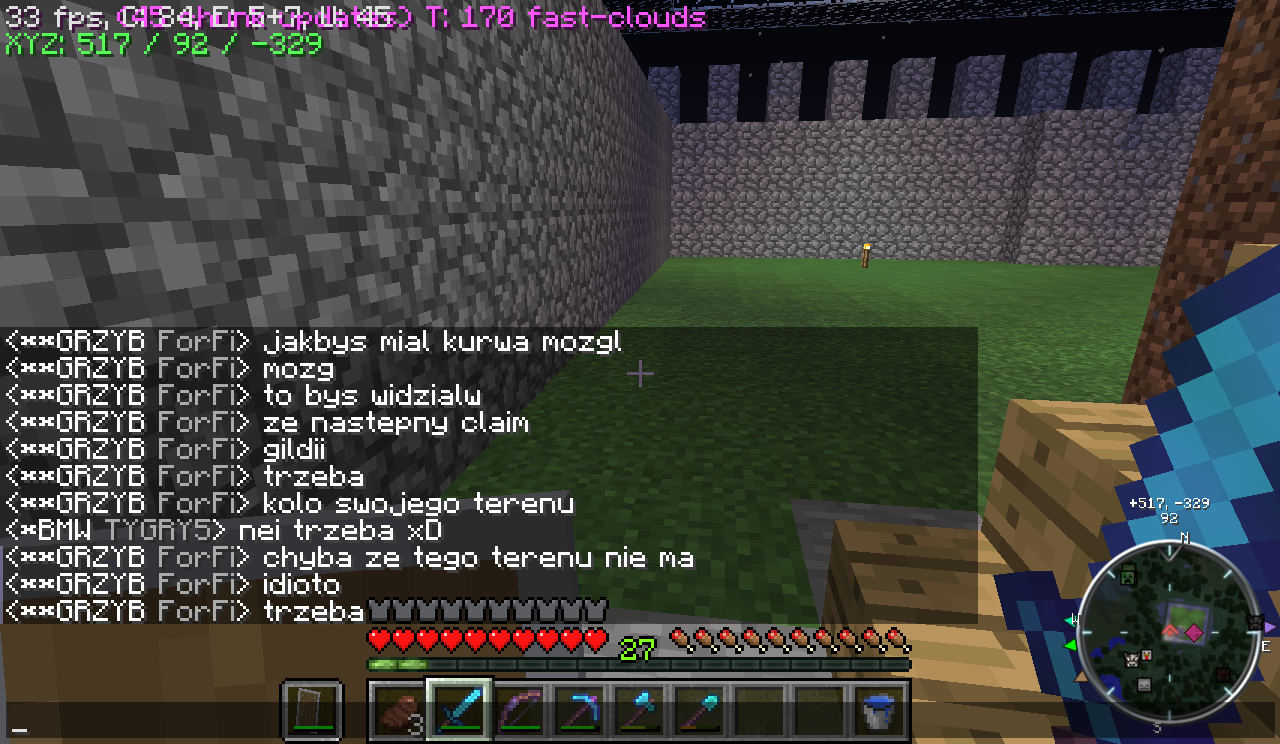 33 fps, T: 170 fast-clouds
XYZ: 517 / 92 / -329
<**GRZYB ForFi> jakbys mial kurwa mozgl
<**GRZYB ForFi> mozg
<**GRZYB ForFi> to bys widzialw
<**GRZYB ForFi> ze nastepny claim
<**GRZYB ForFi> gildii
<**GRZYB ForFi> trzeba
<**GRZYB ForFi> kolo swojego terenu
<*BMW TYGRY5> nei trzeba xD
<**GRZYB ForFi> chyba ze tego terenu nie ma
<**GRZYB ForFi> idioto
<**GRZYB ForFi> trzeba
+517, -329
92
N
W
E
S
27
3
_